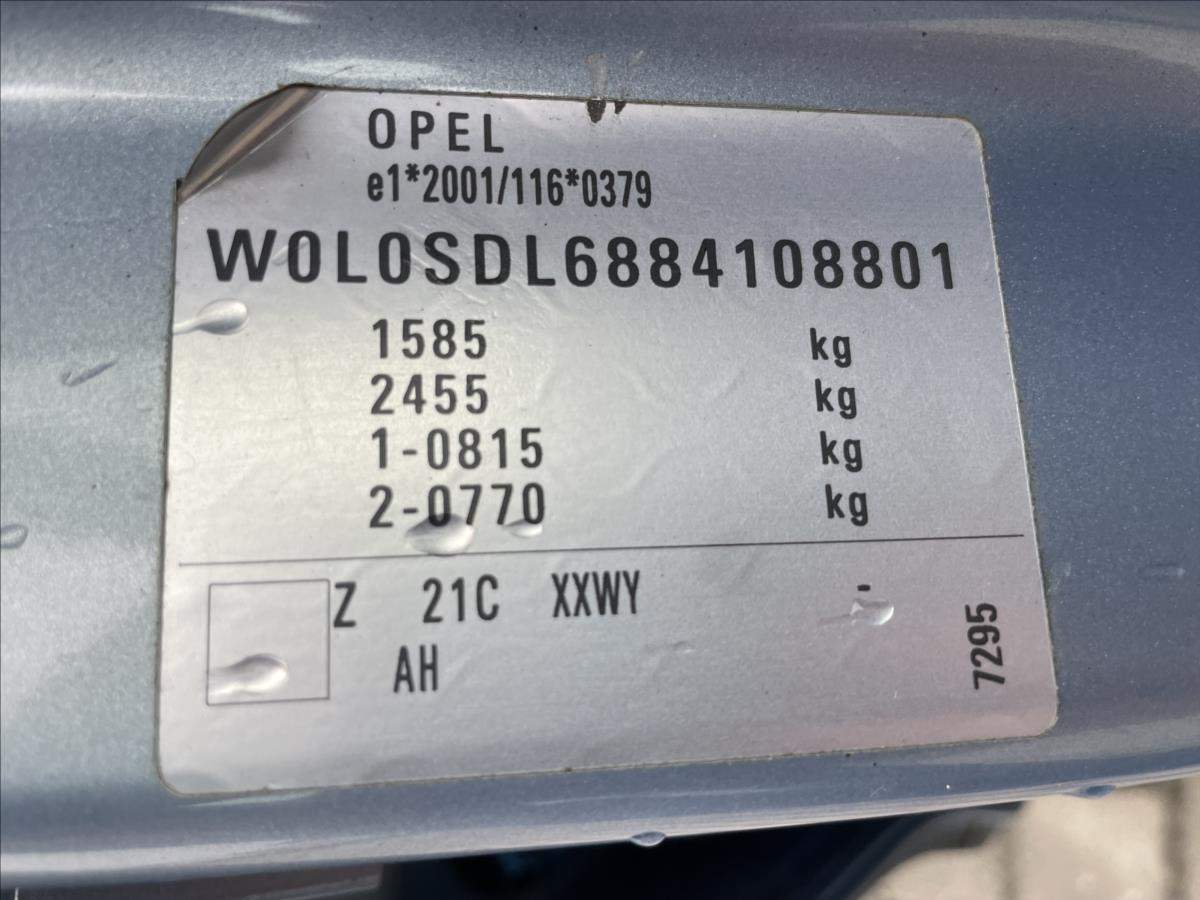 OPEL
e1*2001/116*0379
W0L0SDL6884108801
1585 kg
2455 kg
1-0815 kg
2-0770 kg
Z 21C XXWY -
AH
7295